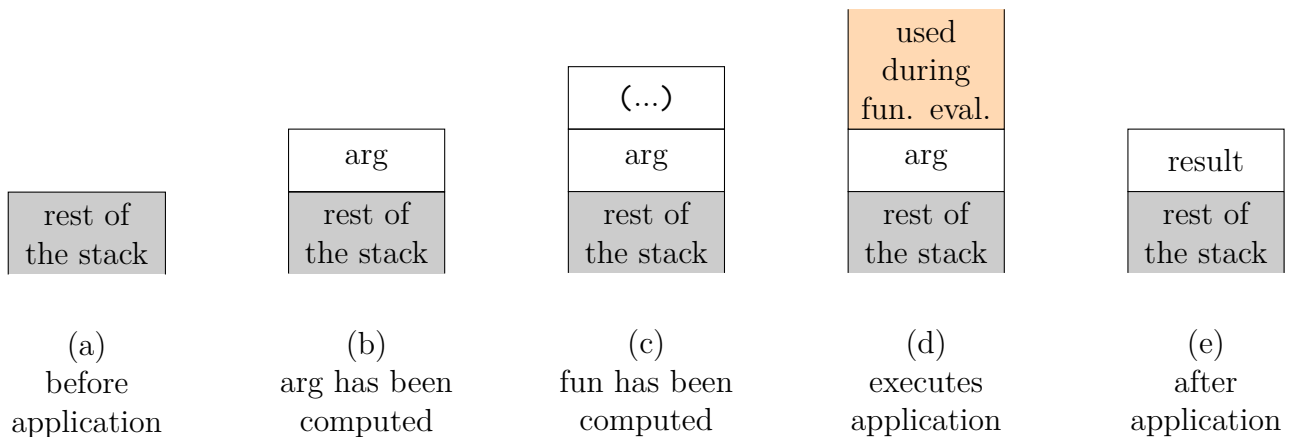 rest of
the stack
(a)
before
application
arg
rest of
the stack
(b)
arg has been
computed
(...)
arg
rest of
the stack
(c)
fun has been
computed
used
during
fun. eval.
arg
rest of
the stack
(d)
executes
application
result
rest of
the stack
(e)
after
application